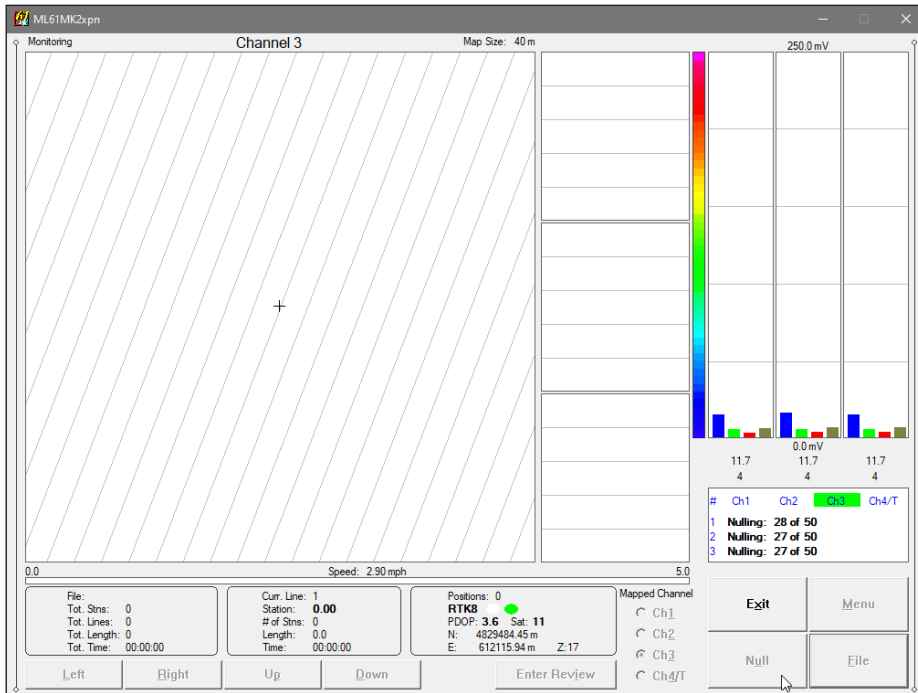 ML61MK2xpn
Monitoring Channel 3 Map Size: 40 m
250.0 mV
0.0 mV
11.7 11.7 11.7
4 4 4
# Ch1 Ch2 Ch3 Ch4/T
1 Nulling: 28 of 50
2 Nulling: 27 of 50
3 Nulling: 27 of 50
0.0 Speed: 2.90 mph 5.0
File:
Tot. Stns: 0
Tot. Lines: 0
Tot. Length: 0
Tot. Time: 00:00:00
Curr. Line: 1
Station: 0.00
# of Stns: 0
Length: 0.0
Time: 00:00:00
Positions: 0
RTK8
PDOP: 3.6 Sat: 11
N: 4829484.45 m
E: 612115.94 m Z:17
Mapped Channel
Ch1
Ch2
Ch3
Ch4/T
Exit Menu
Null File
Left Right Up Down Enter Review